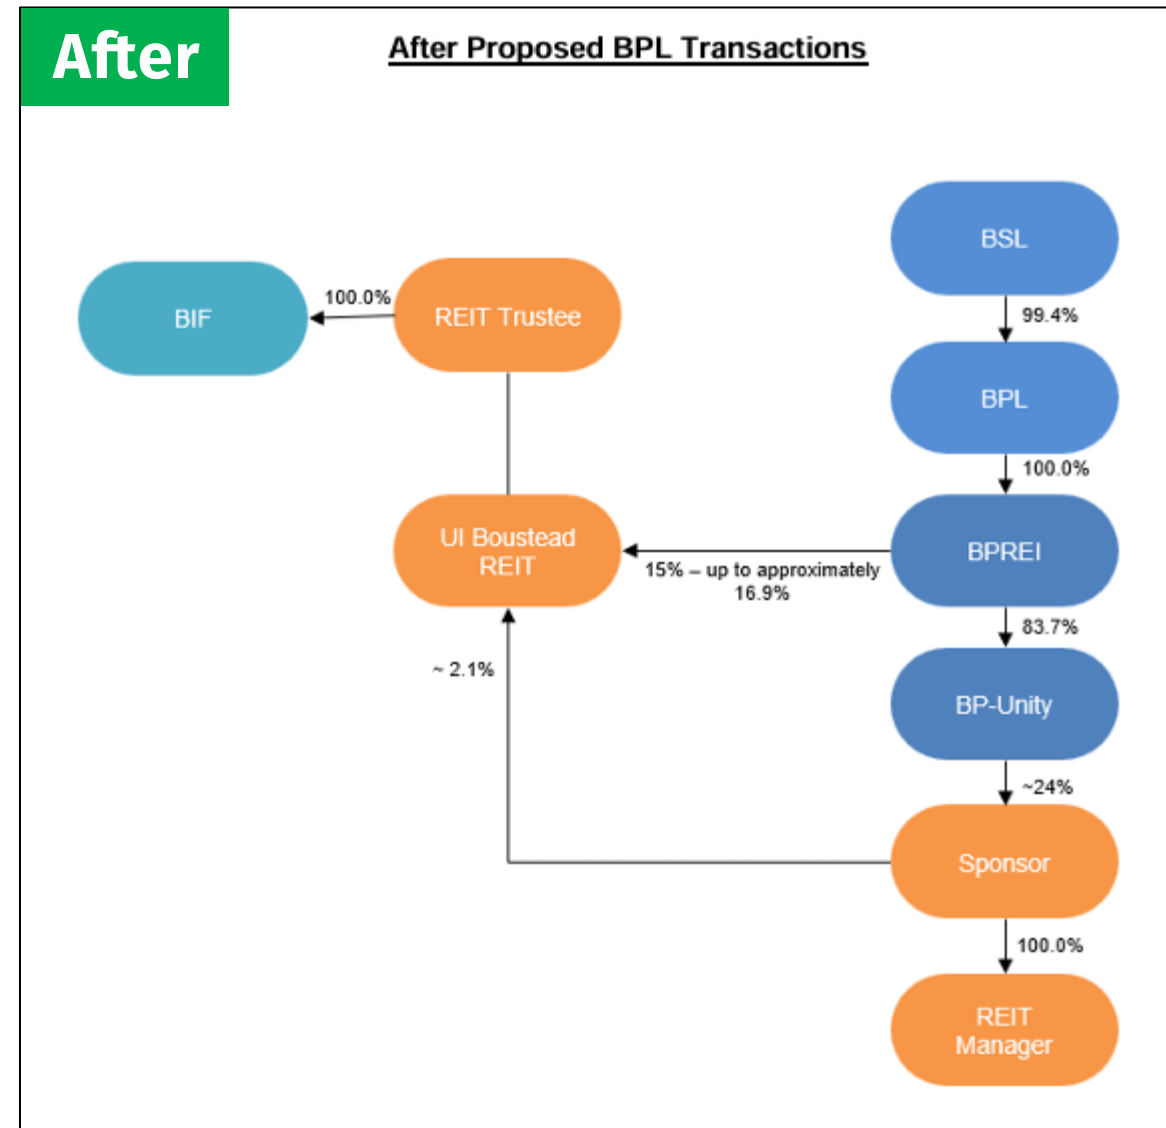 After
After Proposed BPL Transactions
BSL
99.4%
BIF
100.0%
REIT Trustee
BPL
100.0%
UI Boustead
REIT
15% – up to approximately
16.9%
BPREI
83.7%
~ 2.1%
BP-Unity
~24%
Sponsor
100.0%
REIT
Manager